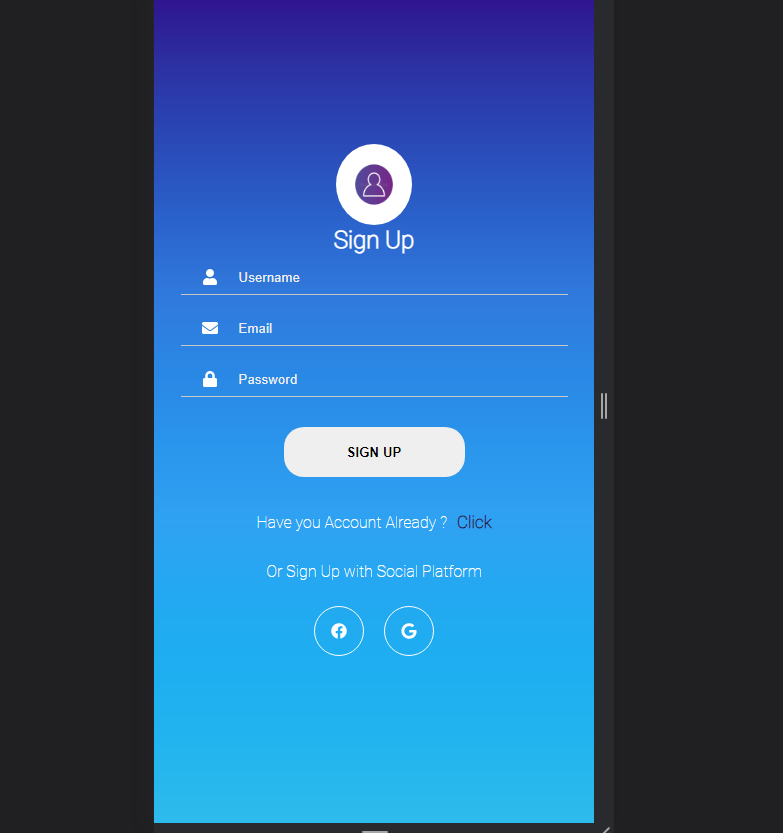 Sign Up
Username
Email
Password
SIGN UP
Have you Account Already ? Click
Or Sign Up with Social Platform